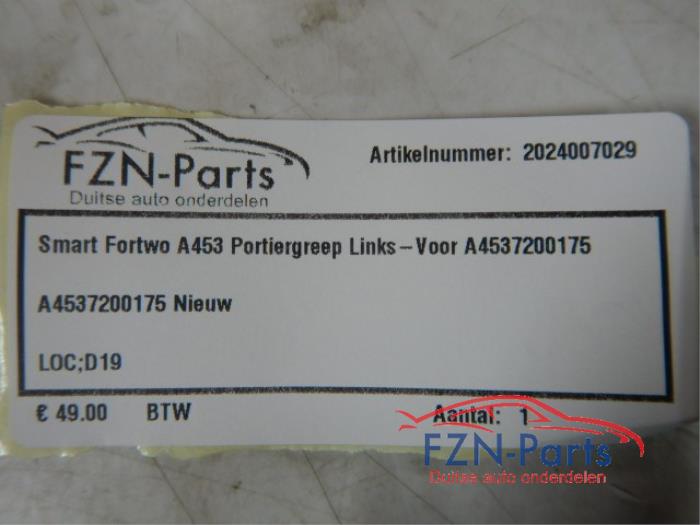 FZN-Parts
Duitse auto onderdelen
Artikelnummer: 2024007029
Smart Fortwo A453 Portiergreep Links-Voor A4537200175
A4537200175 Nieuw
LOC;D19
€ 49.00 BTW Aantal: 1
FZN-Parts
Duitse auto onderdelen